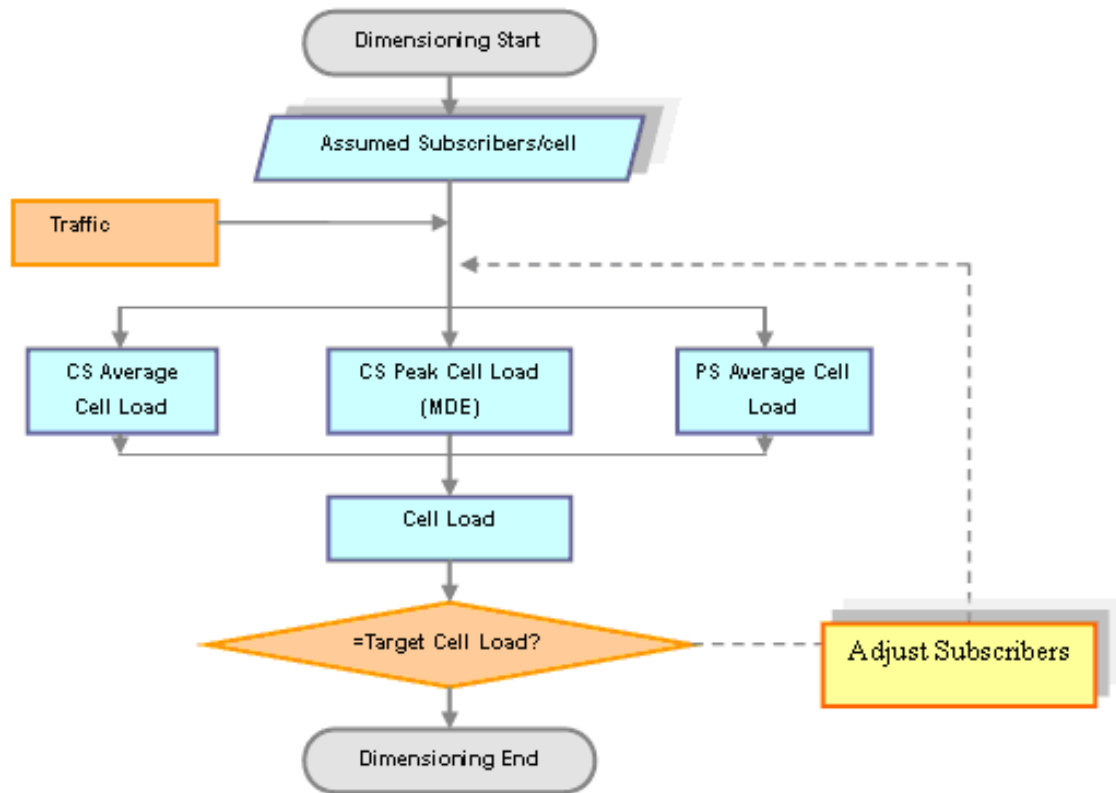 Dimensioning Start
Assumed Subscribers/cell
Traffic
CS Average
Cell Load
CS Peak Cell Load
(MDE)
PS Average Cell
Load
Cell Load
=Target Cell Load?
Adjust Subscribers
Dimensioning End